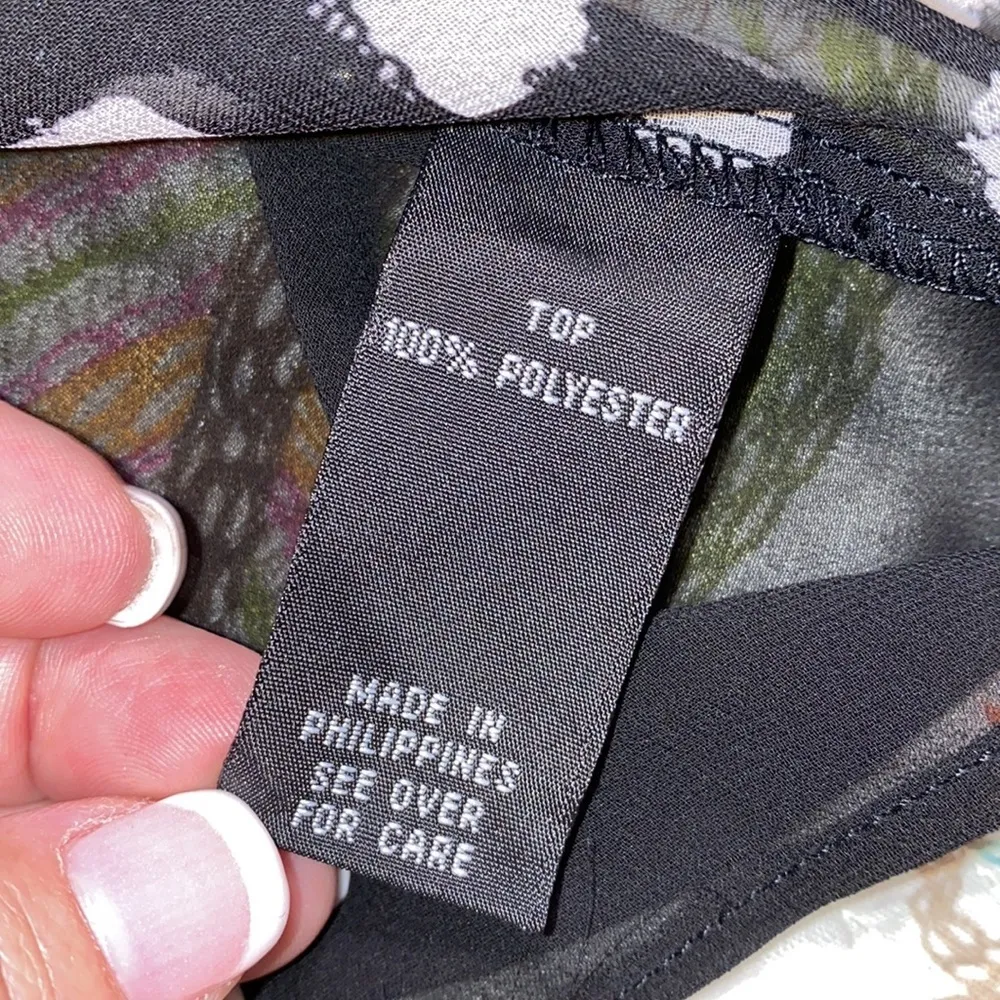 TOP
100% POLYESTER
MADE IN
PHILIPPINES
SEE OVER
FOR CARE